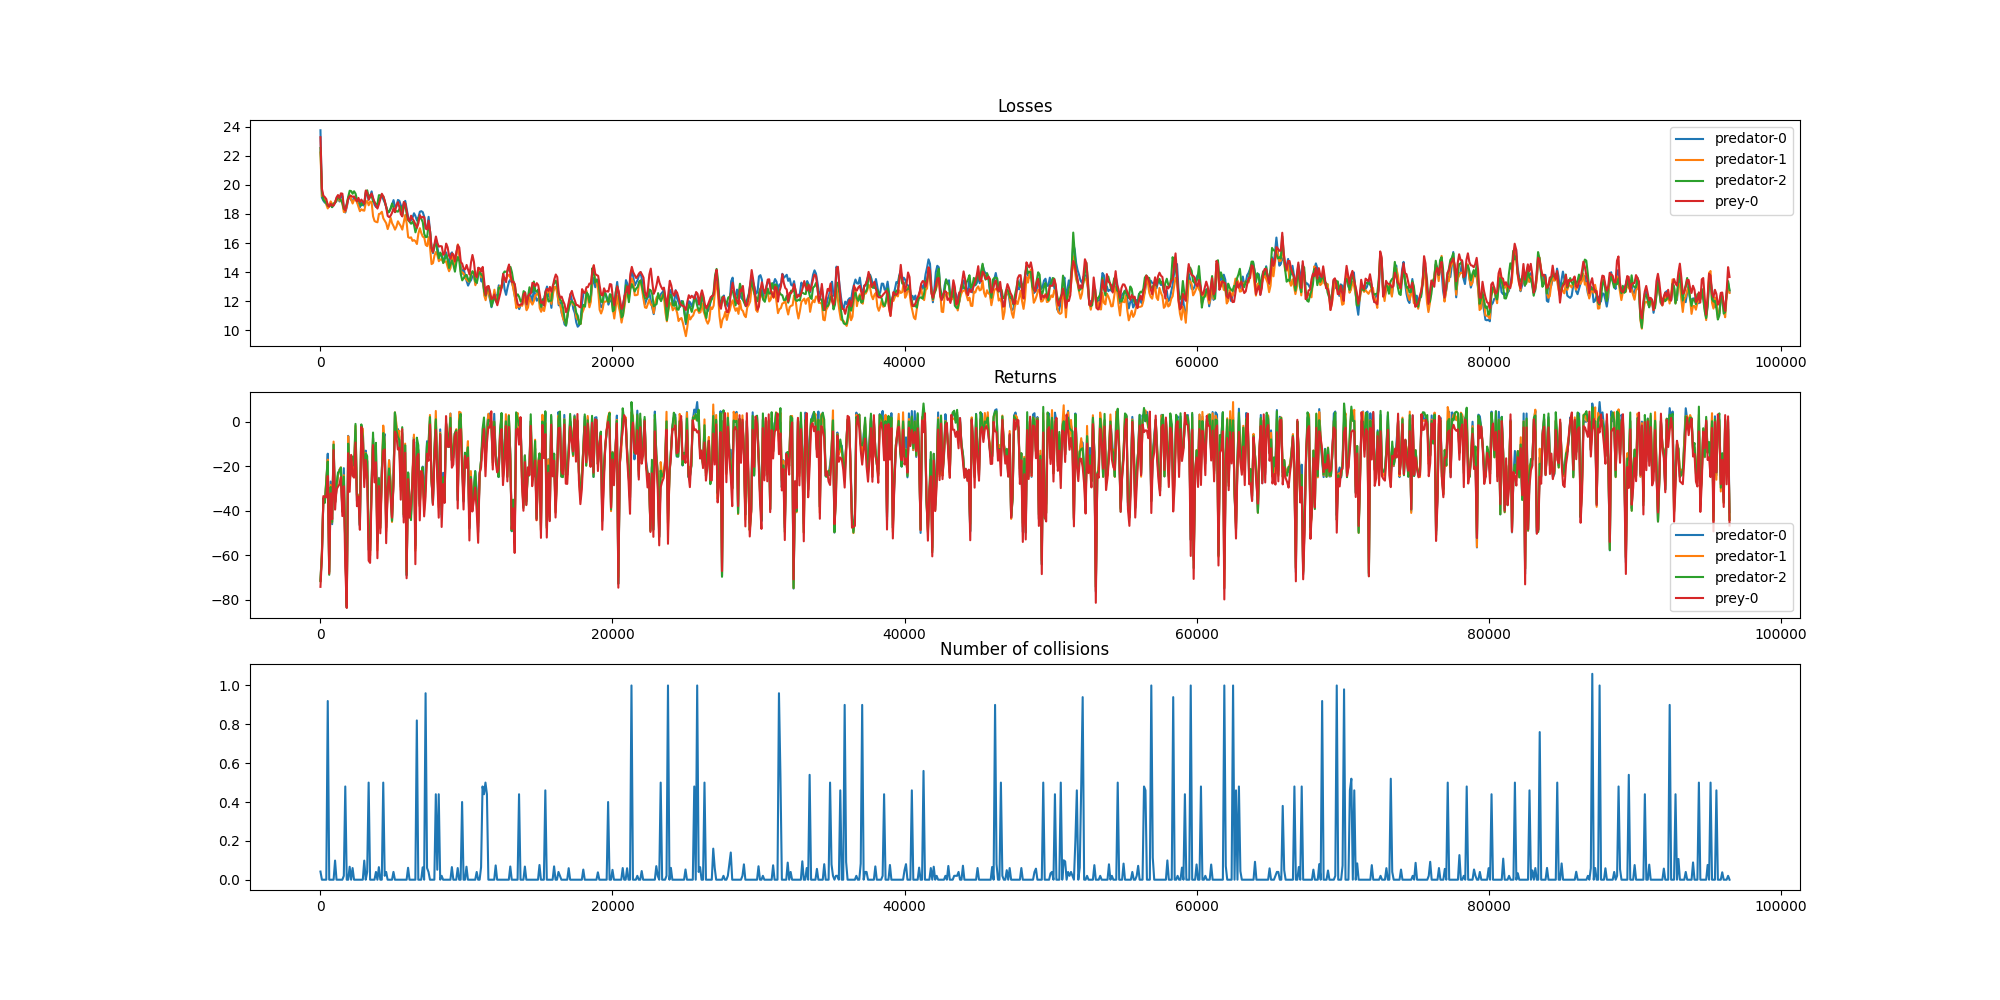 Losses
24
22
20
18
16
14
12
10
predator-0
predator-1
predator-2
prey-0
0 20000 40000 60000 80000 100000
Returns
0
−20
−40
−60
−80
predator-0
predator-1
predator-2
prey-0
0 20000 40000 60000 80000 100000
Number of collisions
1.0
0.8
0.6
0.4
0.2
0.0
0 20000 40000 60000 80000 100000